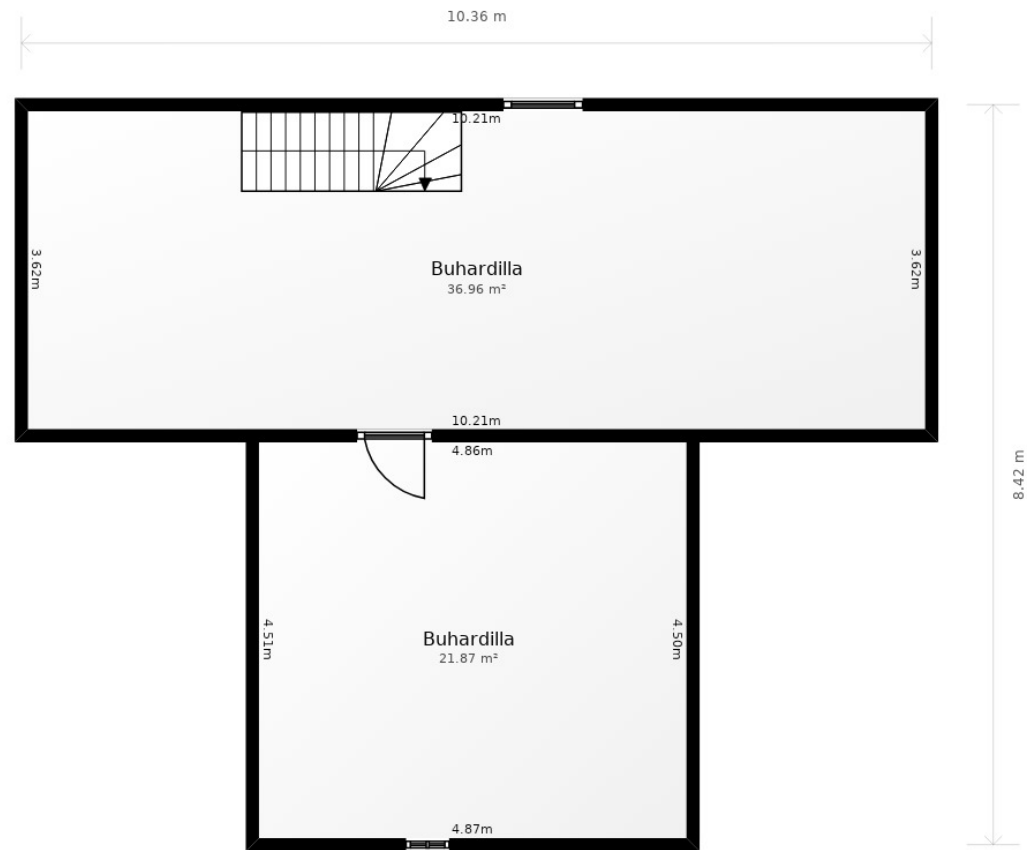 10.36 m
10.21m
3.62m
3.62m
Buhardilla
36.96 m²
10.21m
4.86m
8.42 m
4.51m
4.50m
Buhardilla
21.87 m²
4.87m